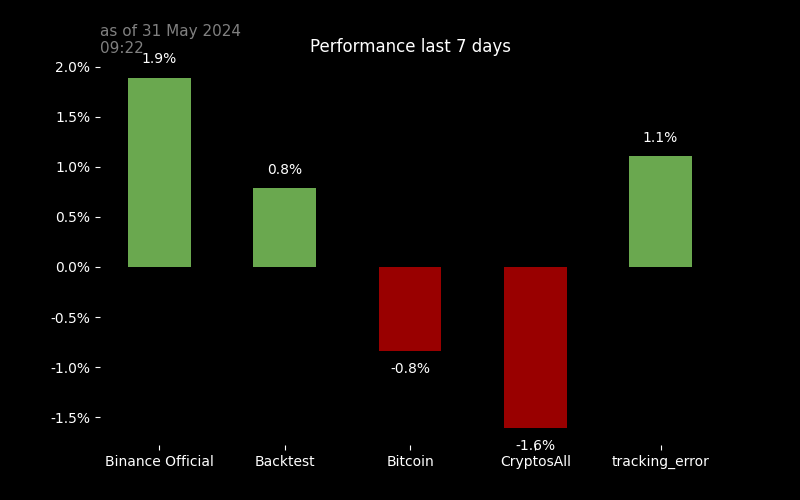 as of 31 May 2024
09:22
Performance last 7 days
2.0%
1.5%
1.0%
0.5%
0.0%
-0.5%
-1.0%
-1.5%
1.9%
0.8%
-0.8%
-1.6%
1.1%
Binance Official
Backtest
Bitcoin
CryptosAll
tracking_error